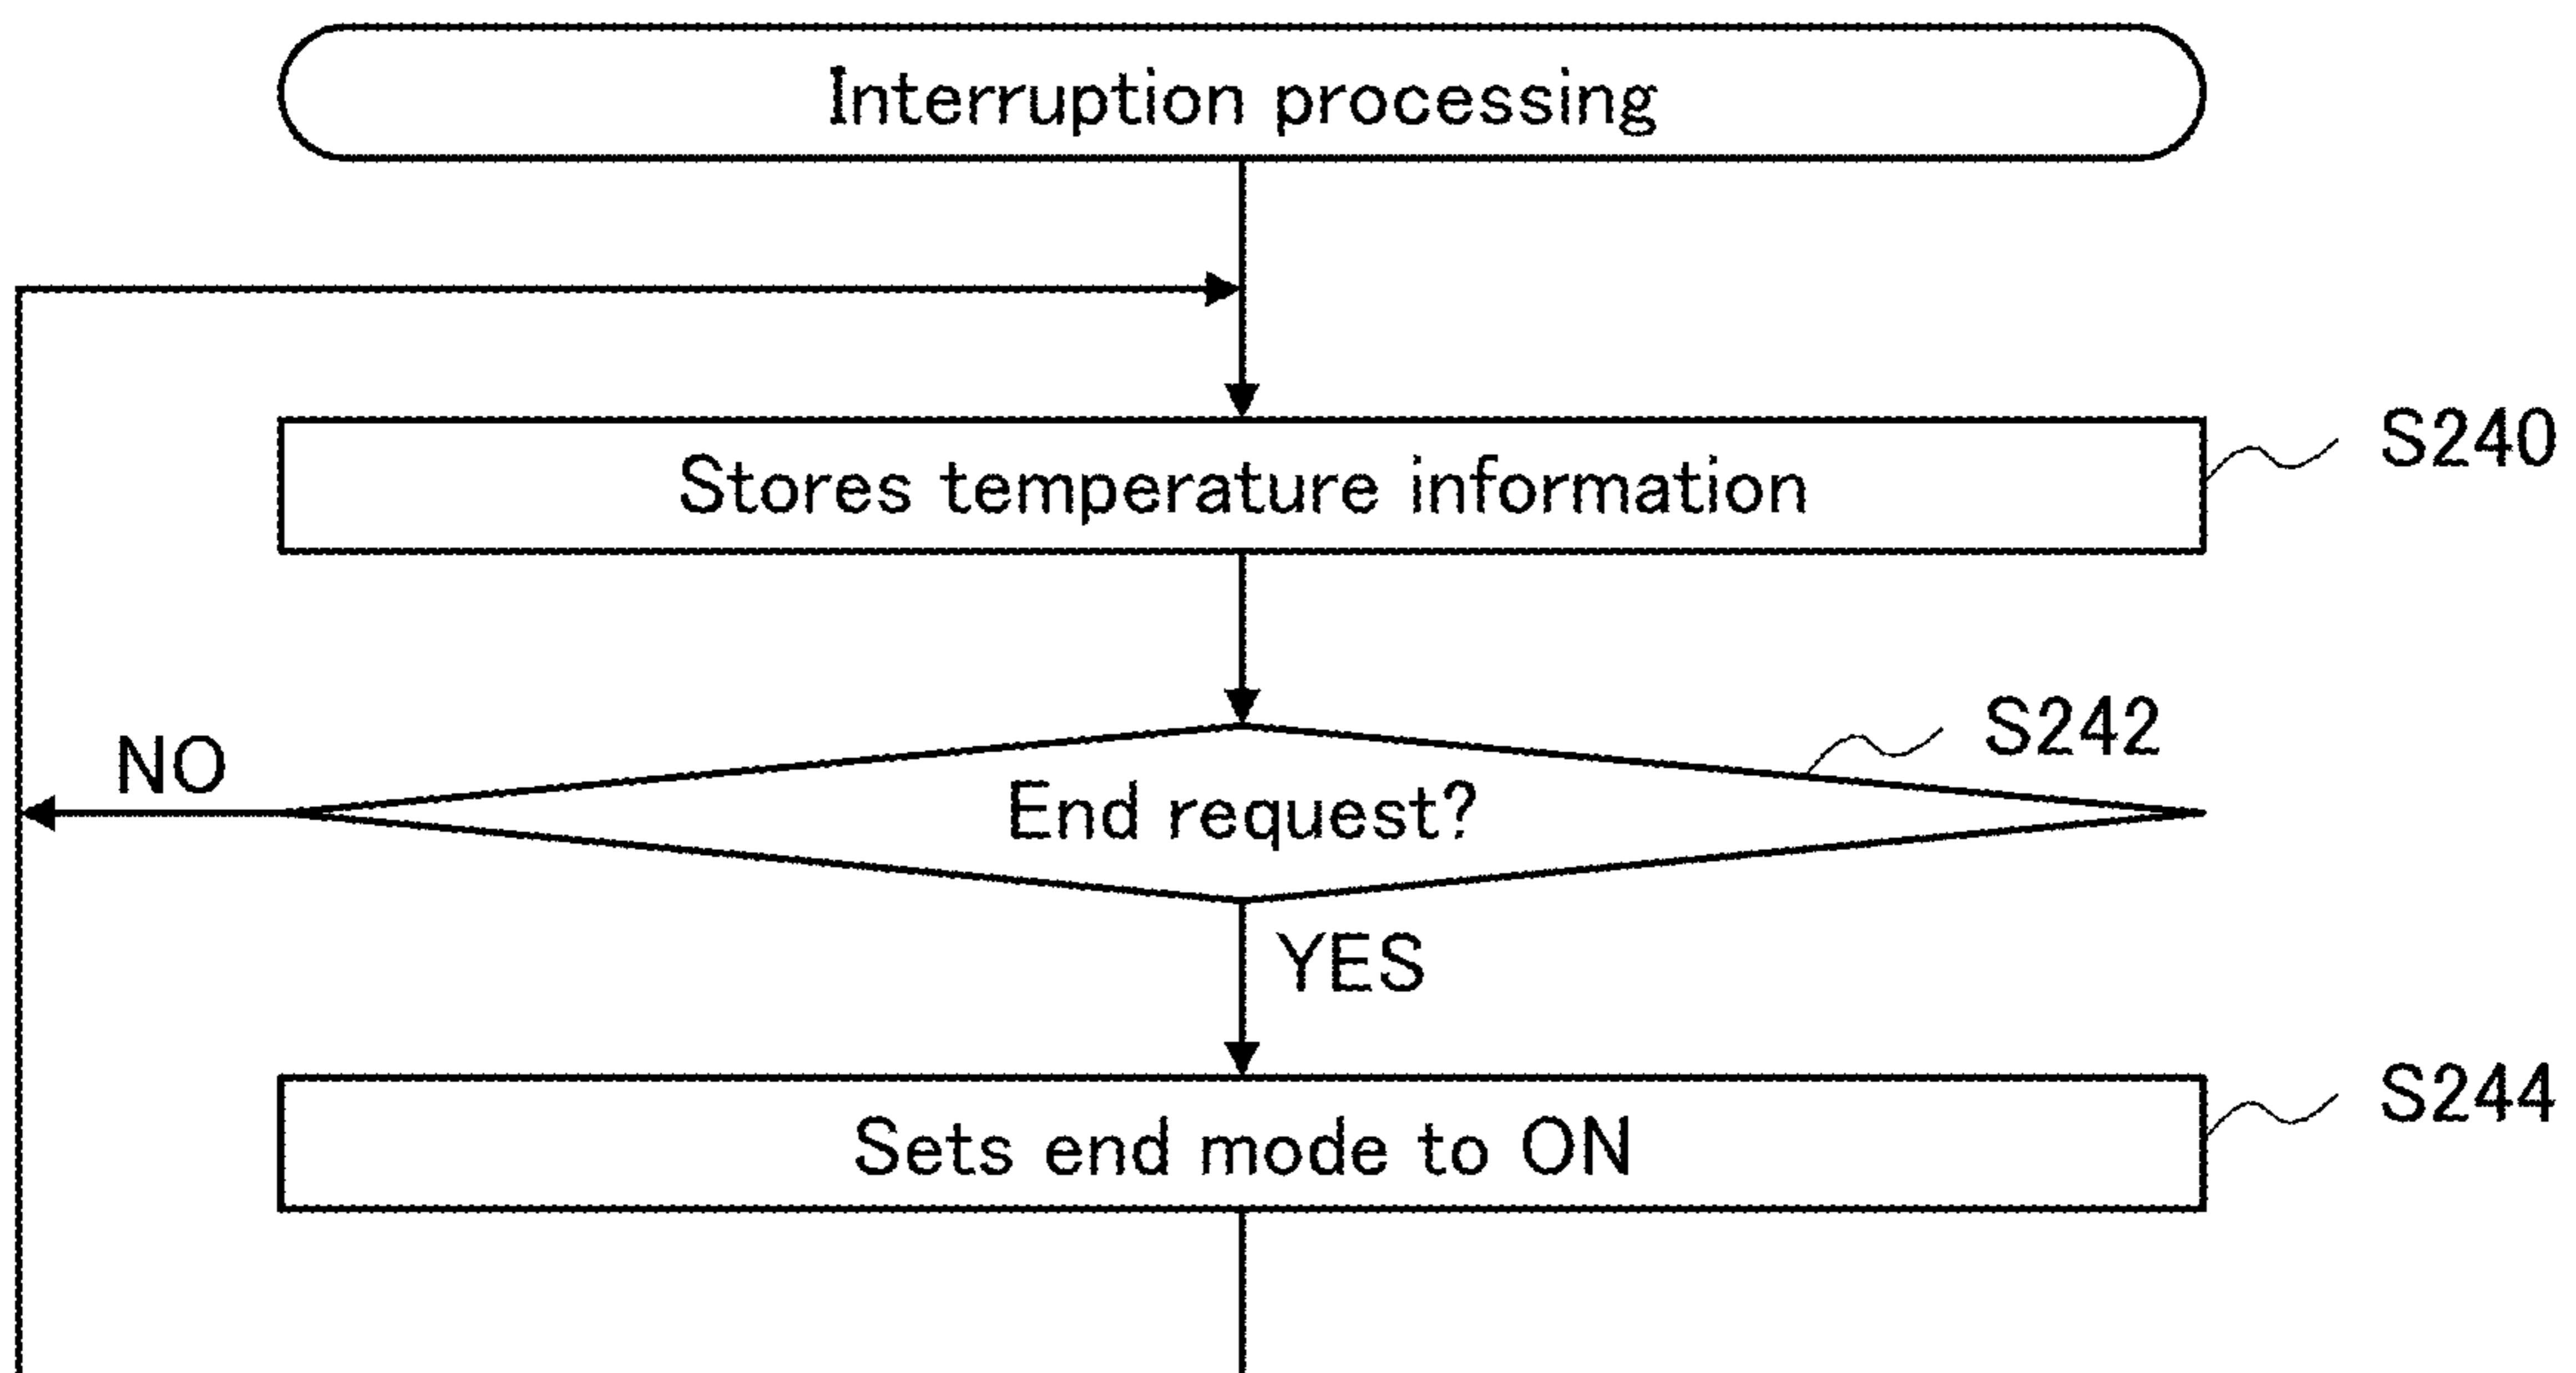 Interruption processing
Stores temperature information
S240
S242
NO
End request?
YES
Sets end mode to ON
S244